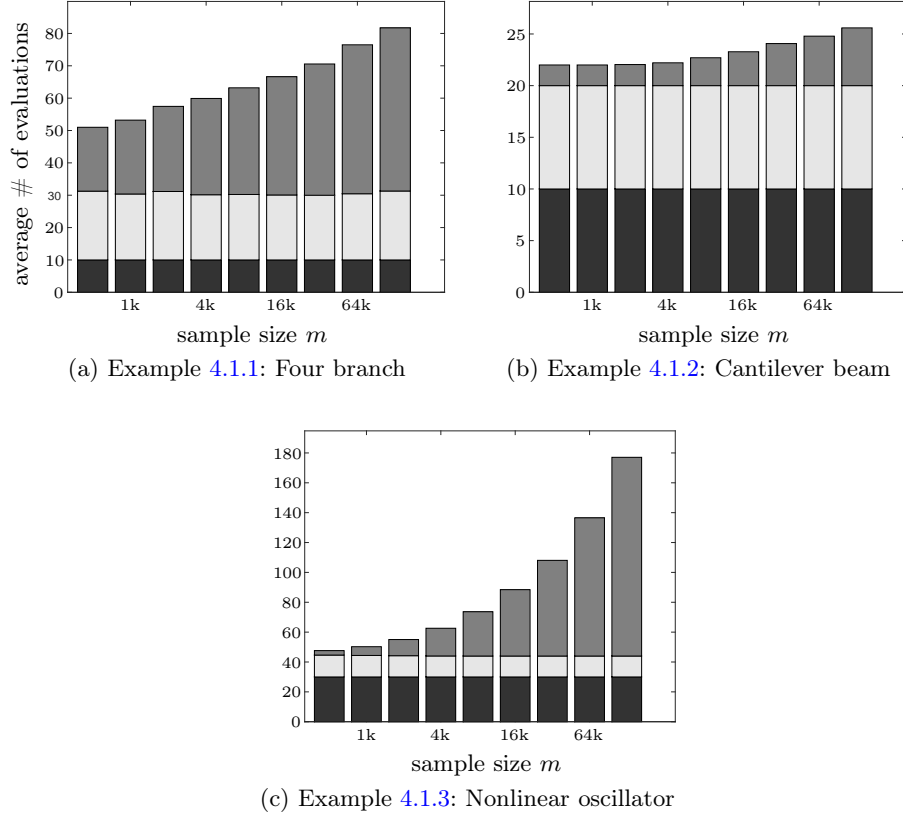 average # of evaluations
80
70
60
50
40
30
20
10
0
1k 4k 16k 64k
sample size m
(a) Example 4.1.1: Four branch
25
20
15
10
5
0
1k 4k 16k 64k
sample size m
(b) Example 4.1.2: Cantilever beam
180
160
140
120
100
80
60
40
20
0
1k 4k 16k 64k
sample size m
(c) Example 4.1.3: Nonlinear oscillator